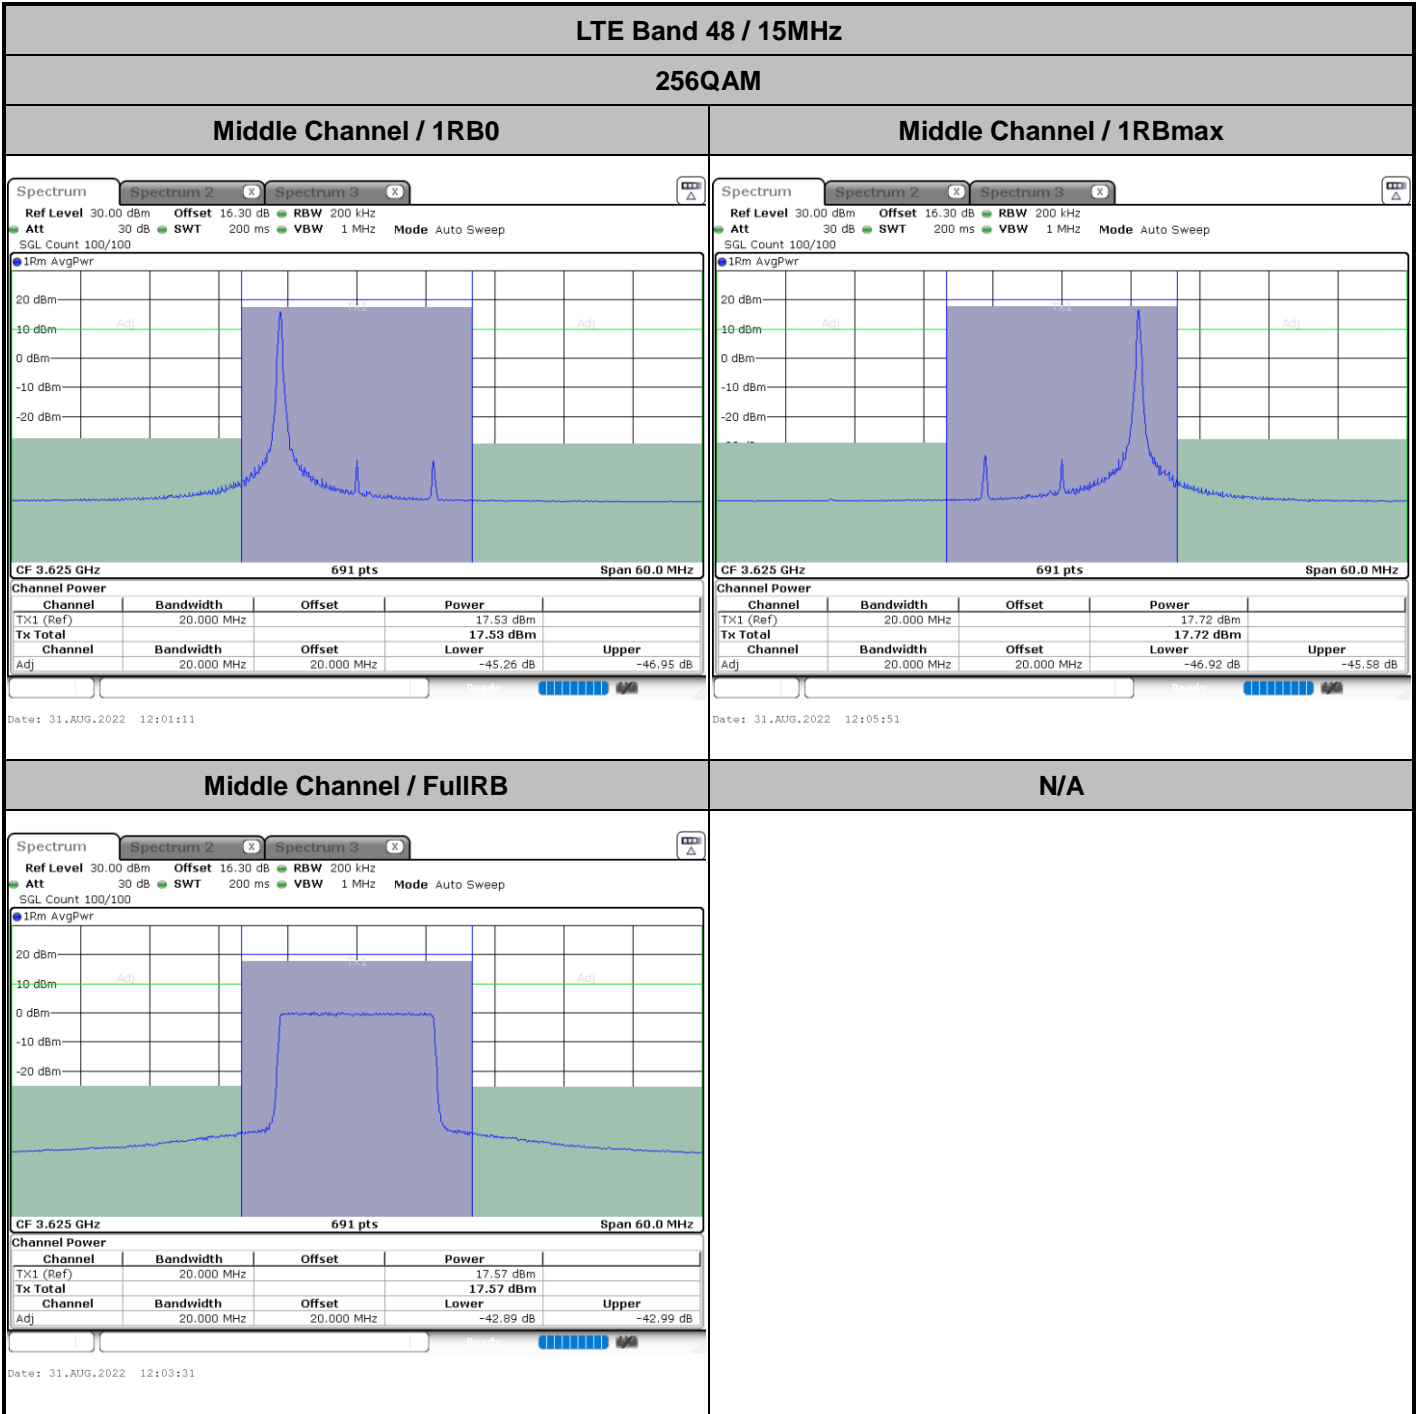 LTE Band 48 / 15MHz
256QAM
Middle Channel / 1RB0
Middle Channel / 1RBmax
Spectrum Spectrum 2 X Spectrum 3 X
Ref Level 30.00 dBm Offset 16.30 dB RBW 200 kHz
Att 30 dB SWT 200 ms VBW 1 MHz Mode Auto Sweep
SGL Count 100/100
1Rm AvgPwr
20 dBm
TX1
10 dBm Adj Adj
0 dBm
-10 dBm
-20 dBm
CF 3.625 GHz 691 pts Span 60.0 MHz
Channel Power
Channel Bandwidth Offset Power
TX1 (Ref) 20.000 MHz 17.53 dBm
Tx Total 17.53 dBm
Channel Bandwidth Offset Lower Upper
Adj 20.000 MHz 20.000 MHz -45.26 dB -46.95 dB
Ready
Date: 31.AUG.2022 12:01:11
Spectrum Spectrum 2 X Spectrum 3 X
Ref Level 30.00 dBm Offset 16.30 dB RBW 200 kHz
Att 30 dB SWT 200 ms VBW 1 MHz Mode Auto Sweep
SGL Count 100/100
1Rm AvgPwr
20 dBm
TX1
10 dBm Adj Adj
0 dBm
-10 dBm
-20 dBm
CF 3.625 GHz 691 pts Span 60.0 MHz
Channel Power
Channel Bandwidth Offset Power
TX1 (Ref) 20.000 MHz 17.72 dBm
Tx Total 17.72 dBm
Channel Bandwidth Offset Lower Upper
Adj 20.000 MHz 20.000 MHz -46.92 dB -45.58 dB
Ready
Date: 31.AUG.2022 12:05:51
Middle Channel / FullRB
N/A
Spectrum Spectrum 2 X Spectrum 3 X
Ref Level 30.00 dBm Offset 16.30 dB RBW 200 kHz
Att 30 dB SWT 200 ms VBW 1 MHz Mode Auto Sweep
SGL Count 100/100
1Rm AvgPwr
20 dBm
TX1
10 dBm Adj Adj
0 dBm
-10 dBm
-20 dBm
CF 3.625 GHz 691 pts Span 60.0 MHz
Channel Power
Channel Bandwidth Offset Power
TX1 (Ref) 20.000 MHz 17.57 dBm
Tx Total 17.57 dBm
Channel Bandwidth Offset Lower Upper
Adj 20.000 MHz 20.000 MHz -42.89 dB -42.99 dB
Ready
Date: 31.AUG.2022 12:03:31